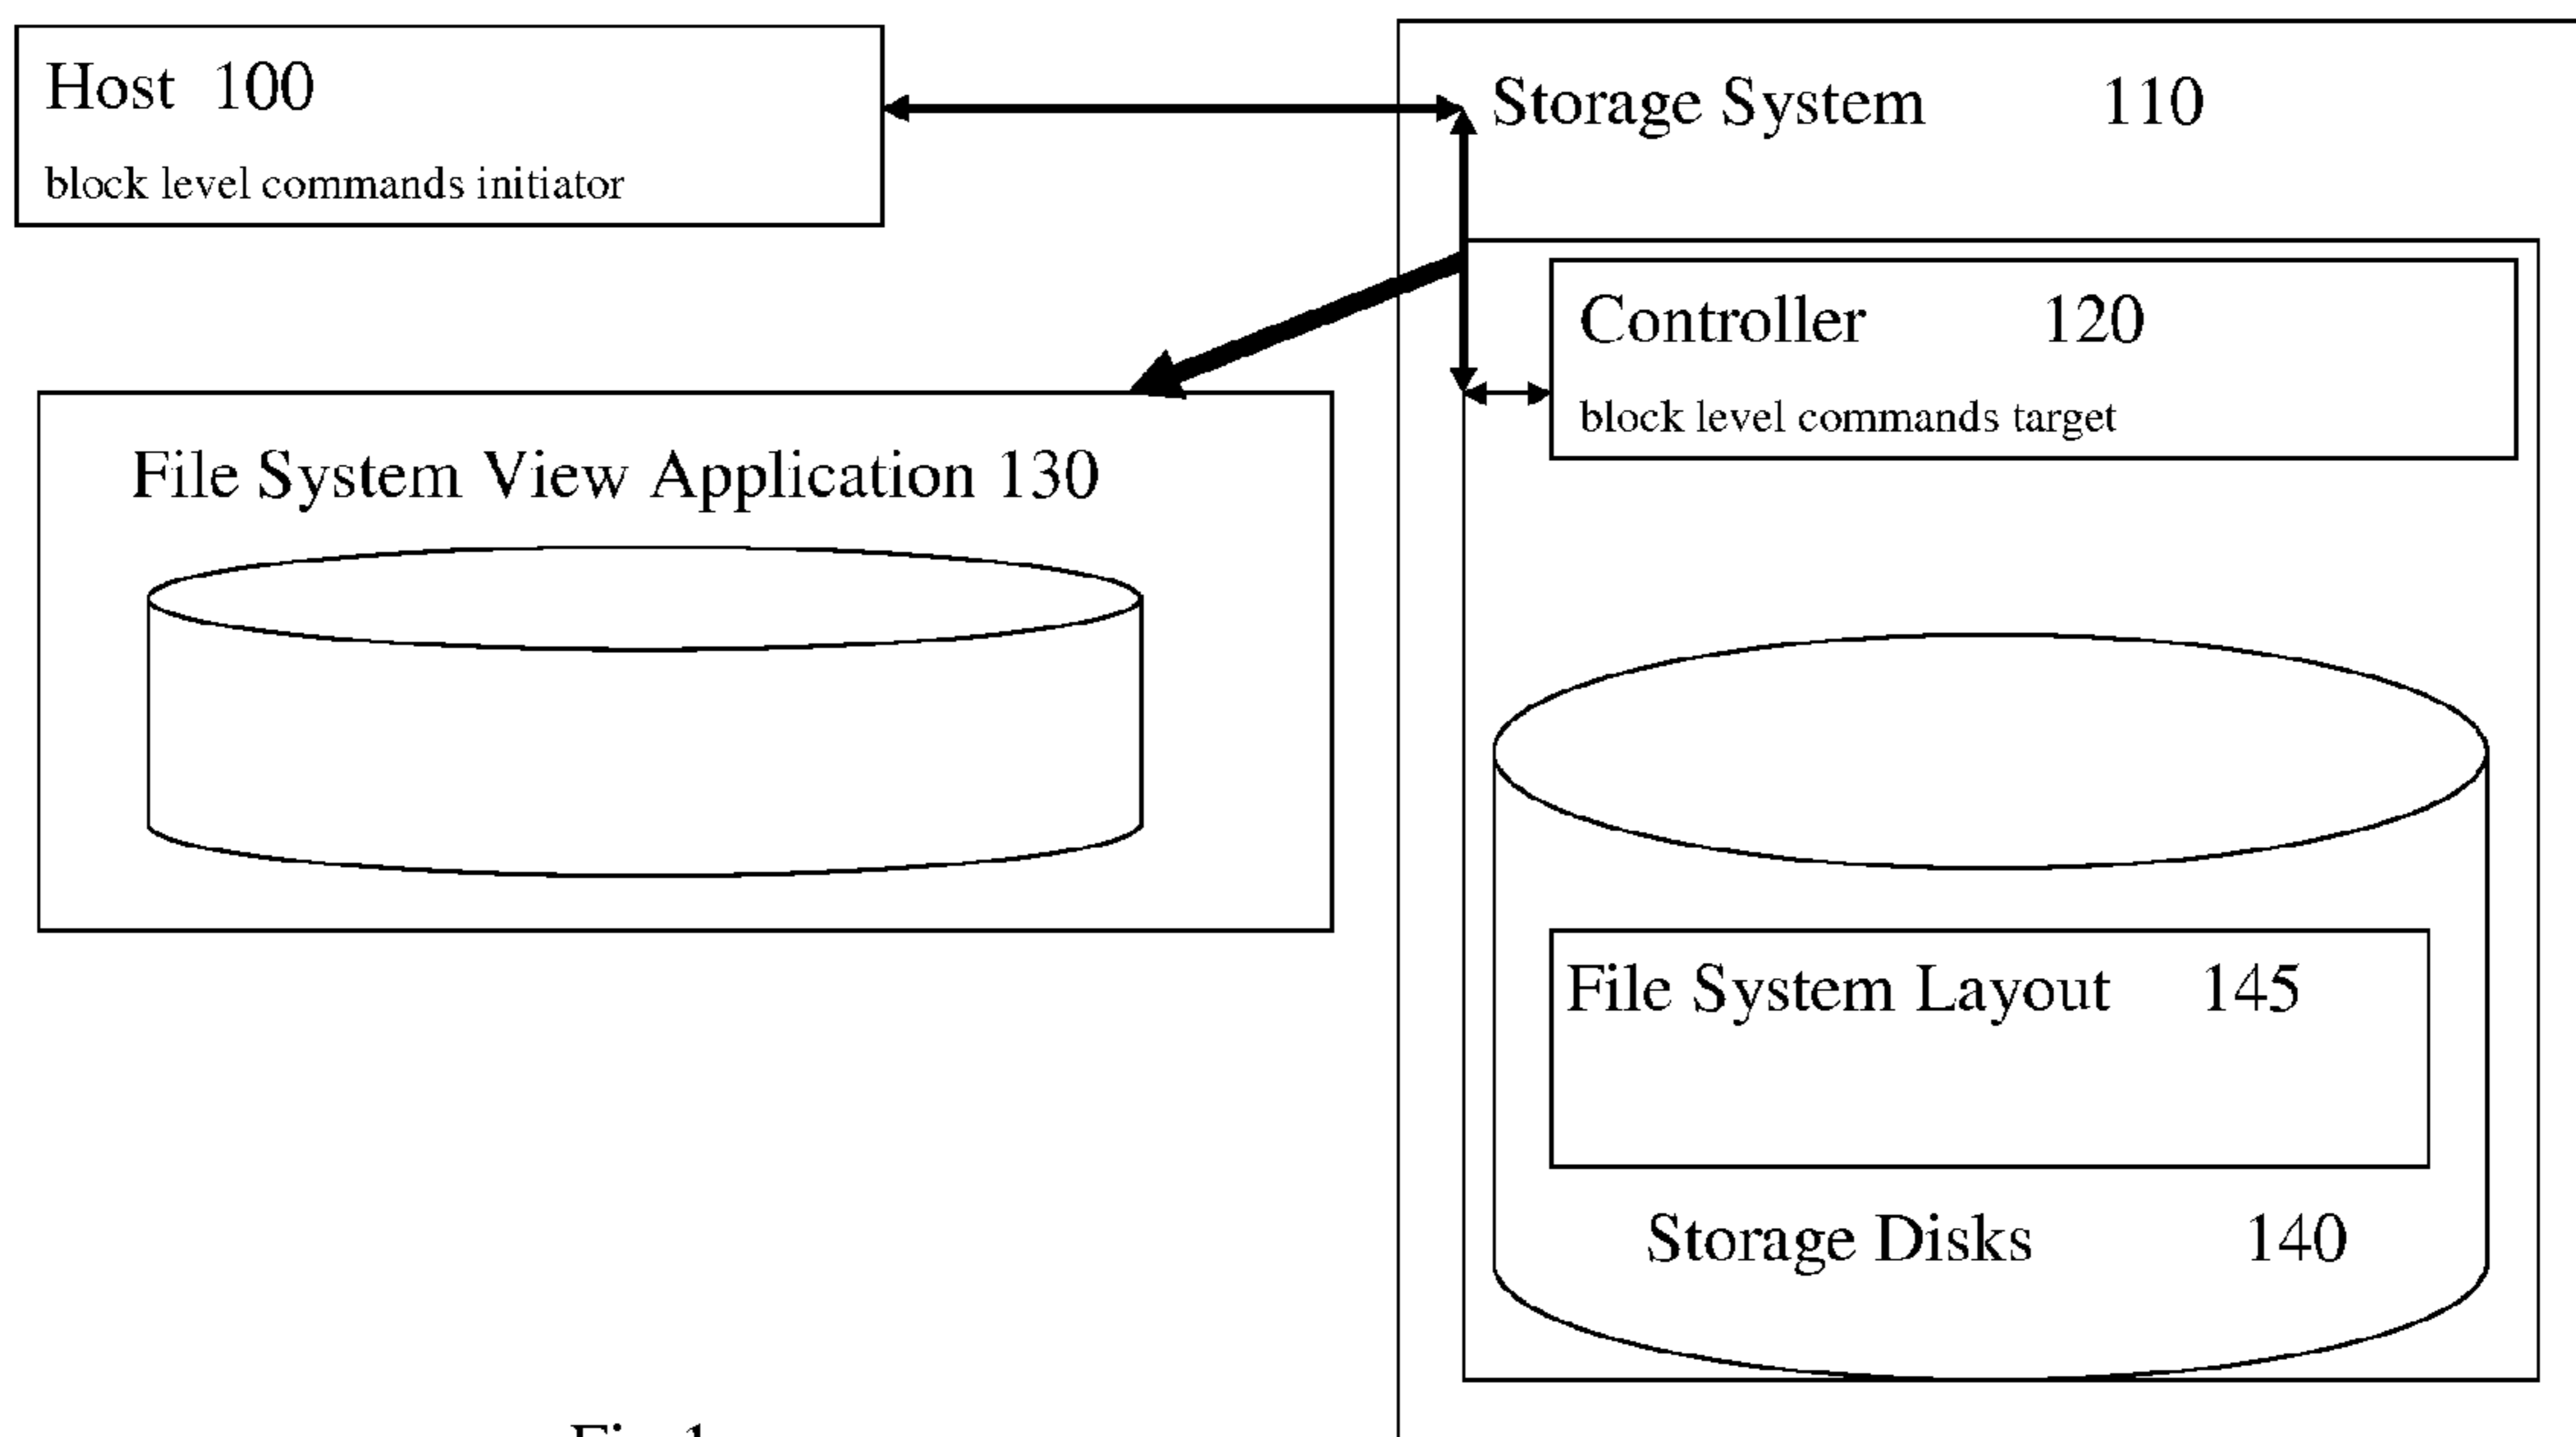 Host 100
block level commands initiator
Storage System 110
Controller 120
block level commands target
File System View Application 130
File System Layout 145
Storage Disks 140